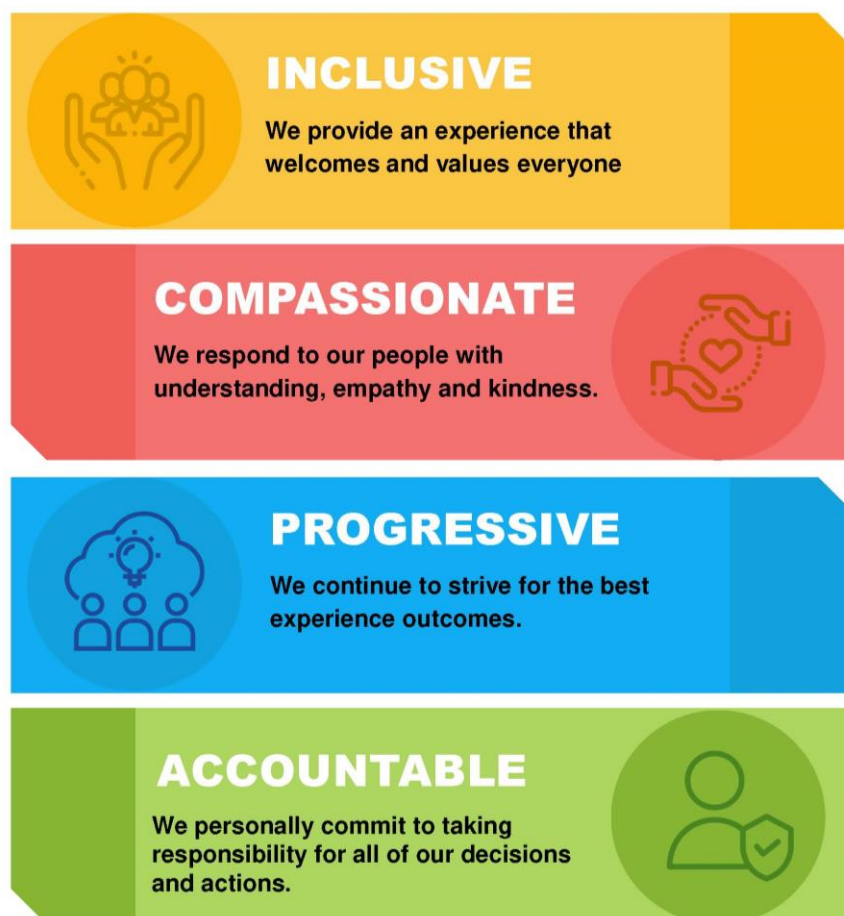 INCLUSIVE
We provide an experience that
welcomes and values everyone
COMPASSIONATE
We respond to our people with
understanding, empathy and kindness.
PROGRESSIVE
We continue to strive for the best
experience outcomes.
ACCOUNTABLE
We personally commit to taking
responsibility for all of our decisions
and actions.